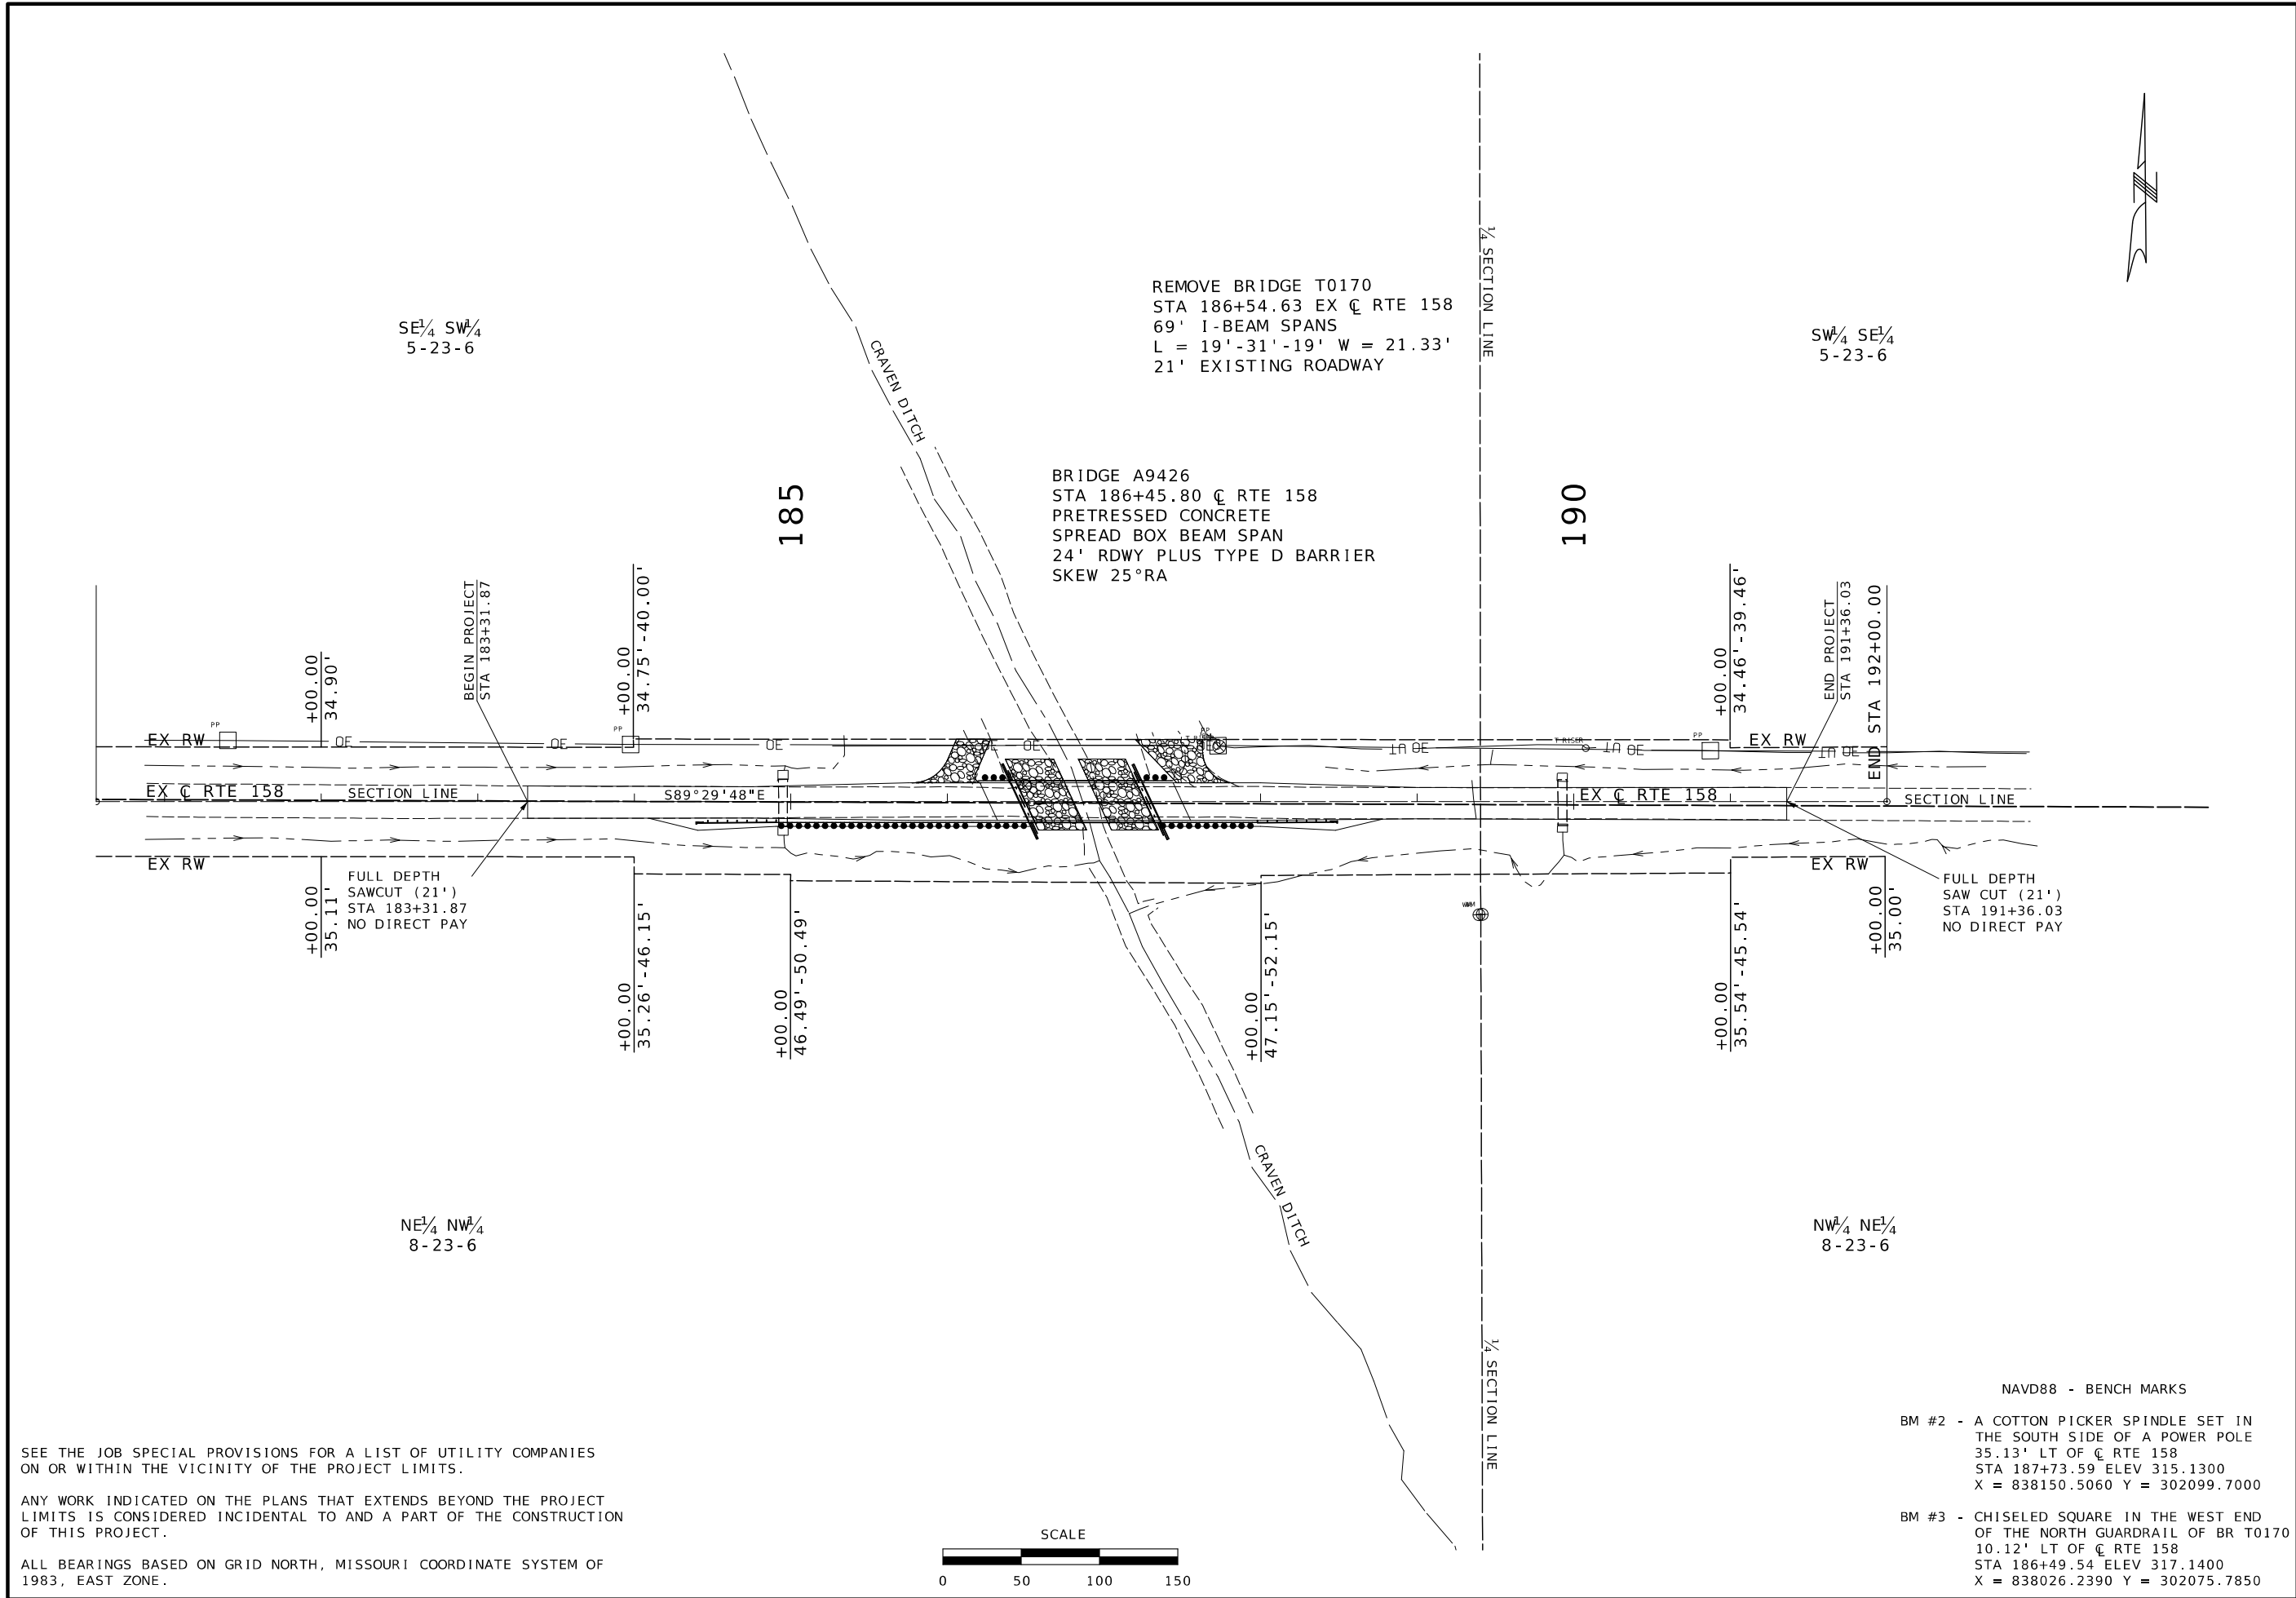 REMOVE BRIDGE T0170
STA 186+54.63 EX ℄ RTE 158
69' I-BEAM SPANS
L = 19'-31'-19' W = 21.33'
21' EXISTING ROADWAY
¼ SECTION LINE
SE¼ SW¼
5-23-6
SW¼ SE¼
5-23-6
CRAVEN DITCH
BRIDGE A9426
STA 186+45.80 ℄ RTE 158
PRETRESSED CONCRETE
SPREAD BOX BEAM SPAN
24' RDWY PLUS TYPE D BARRIER
SKEW 25°RA
185
190
BEGIN PROJECT
STA 183+31.87
+00.00
34.90'
+00.00
34.75'-40.00'
+00.00
34.46'-39.46'
END PROJECT
STA 191+36.03
END STA 192+00.00
PP
PP
PP
PP
EX RW
OE
OE
OE
OE
UT OE
T-RISER
UT OE
EX RW
UT OE
EX ℄ RTE 158
SECTION LINE
S89°29'48"E
EX ℄ RTE 158
SECTION LINE
EX RW
EX RW
FULL DEPTH
SAWCUT (21')
STA 183+31.87
NO DIRECT PAY
FULL DEPTH
SAW CUT (21')
STA 191+36.03
NO DIRECT PAY
+00.00
35.11'
+00.00
35.26'-46.15'
+00.00
46.49'-50.49'
+00.00
47.15'-52.15'
+00.00
35.54'-45.54'
+00.00
35.00'
CRAVEN DITCH
NE¼ NW¼
8-23-6
NW¼ NE¼
8-23-6
¼ SECTION LINE
SEE THE JOB SPECIAL PROVISIONS FOR A LIST OF UTILITY COMPANIES
ON OR WITHIN THE VICINITY OF THE PROJECT LIMITS.
ANY WORK INDICATED ON THE PLANS THAT EXTENDS BEYOND THE PROJECT
LIMITS IS CONSIDERED INCIDENTAL TO AND A PART OF THE CONSTRUCTION
OF THIS PROJECT.
ALL BEARINGS BASED ON GRID NORTH, MISSOURI COORDINATE SYSTEM OF
1983, EAST ZONE.
SCALE
0 50 100 150
NAVD88 - BENCH MARKS
BM #2 - A COTTON PICKER SPINDLE SET IN
THE SOUTH SIDE OF A POWER POLE
35.13' LT OF ℄ RTE 158
STA 187+73.59 ELEV 315.1300
X = 838150.5060 Y = 302099.7000
BM #3 - CHISELED SQUARE IN THE WEST END
OF THE NORTH GUARDRAIL OF BR T0170
10.12' LT OF ℄ RTE 158
STA 186+49.54 ELEV 317.1400
X = 838026.2390 Y = 302075.7850